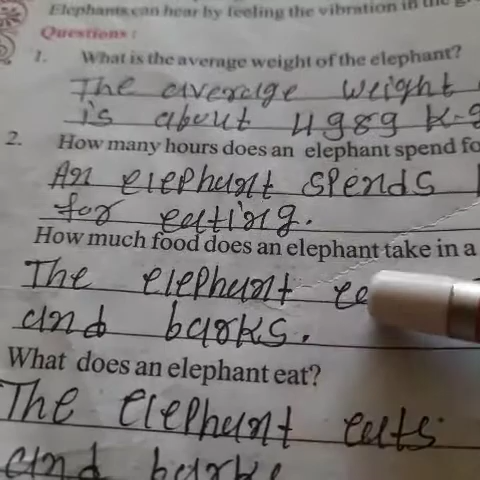 Elephants can hear by feeling the vibration in the
Questions :
1. What is the average weight of the elephant?
The average weight
is about 4989 K-g
2. How many hours does an elephant spend fo
An elephant spends
for eating.
How much food does an elephant take in a
The elephant
and barks.
What does an elephant eat?
The elephant eats
and barks